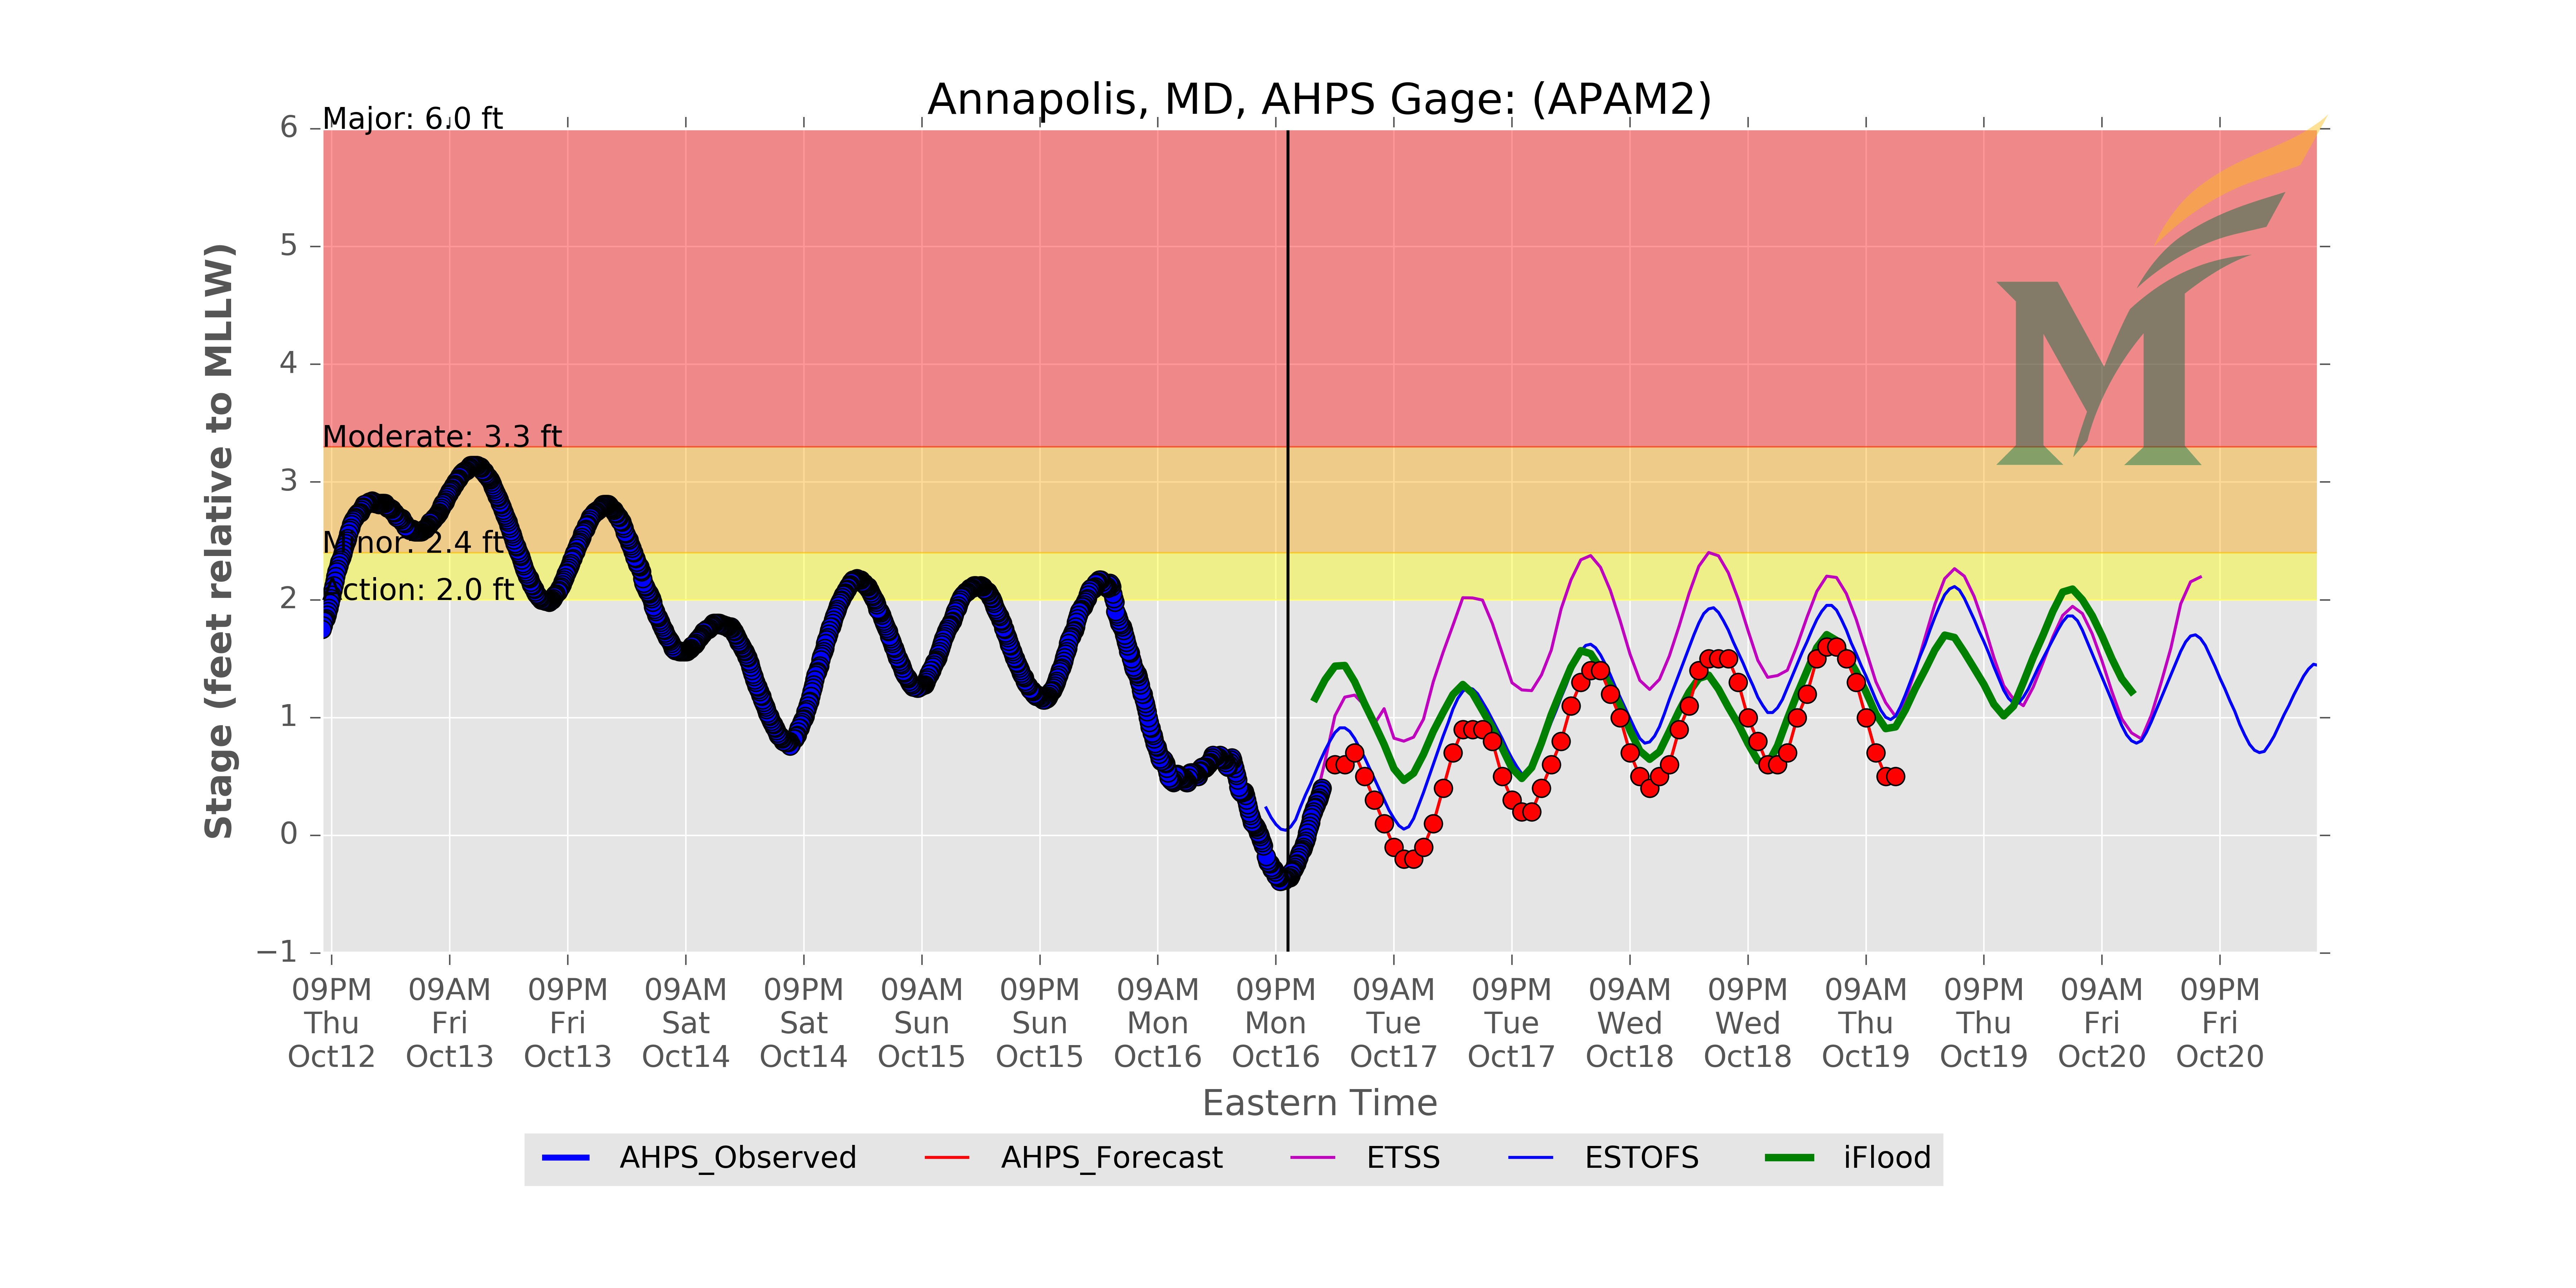 Annapolis, MD, AHPS Gage: (APAM2)
Major: 6.0 ft
Moderate: 3.3 ft
Minor: 2.4 ft
Action: 2.0 ft
Stage (feet relative to MLLW)
6
5
4
3
2
1
0
−1
09PM Thu Oct12
09AM Fri Oct13
09PM Fri Oct13
09AM Sat Oct14
09PM Sat Oct14
09AM Sun Oct15
09PM Sun Oct15
09AM Mon Oct16
09PM Mon Oct16
09AM Tue Oct17
09PM Tue Oct17
09AM Wed Oct18
09PM Wed Oct18
09AM Thu Oct19
09PM Thu Oct19
09AM Fri Oct20
09PM Fri Oct20
Eastern Time
AHPS_Observed
AHPS_Forecast
ETSS
ESTOFS
iFlood